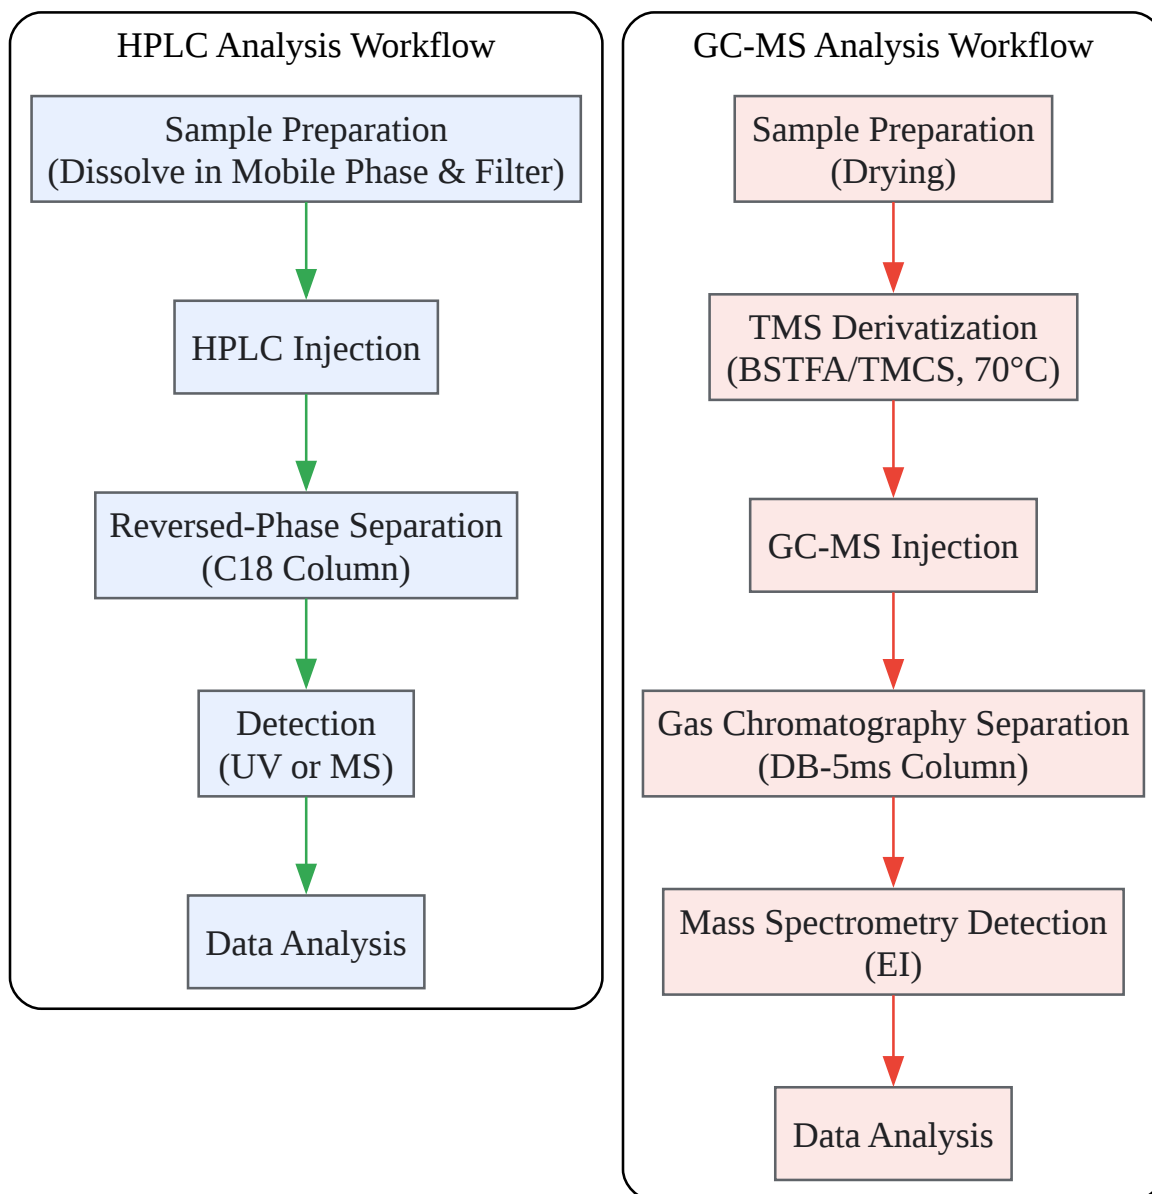 HPLC Analysis Workflow
Sample Preparation
(Dissolve in Mobile Phase & Filter)
HPLC Injection
Reversed-Phase Separation
(C18 Column)
Detection
(UV or MS)
Data Analysis
GC-MS Analysis Workflow
Sample Preparation
(Drying)
TMS Derivatization
(BSTFA/TMCS, 70°C)
GC-MS Injection
Gas Chromatography Separation
(DB-5ms Column)
Mass Spectrometry Detection
(EI)
Data Analysis